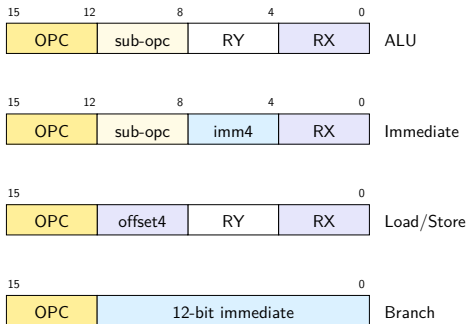 15 12 8 4 0
OPC sub-opc RY RX ALU
15 12 8 4 0
OPC sub-opc imm4 RX Immediate
15 0
OPC offset4 RY RX Load/Store
15 0
OPC 12-bit immediate Branch